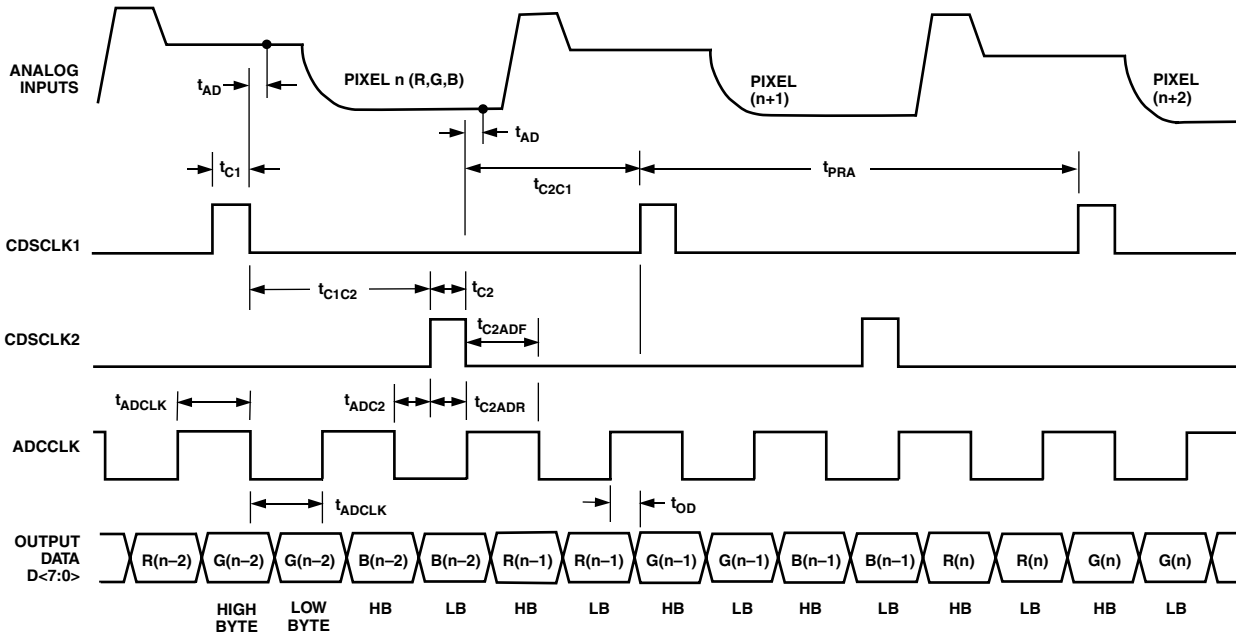 ANALOG
INPUTS
tAD
PIXEL n (R,G,B)
tAD
PIXEL
(n+1)
PIXEL
(n+2)
tC1
tC2C1
tPRA
CDSCLK1
tC1C2
tC2
CDSCLK2
tC2ADF
tADCLK
tADC2
tC2ADR
ADCCLK
tADCLK
tOD
OUTPUT
DATA
D<7:0>
R(n–2) G(n–2) G(n–2) B(n–2) B(n–2) R(n–1) R(n–1) G(n–1) G(n–1) B(n–1) B(n–1) R(n) R(n) G(n) G(n)
HIGH
BYTE
LOW
BYTE
HB LB HB LB HB LB HB LB HB LB HB LB